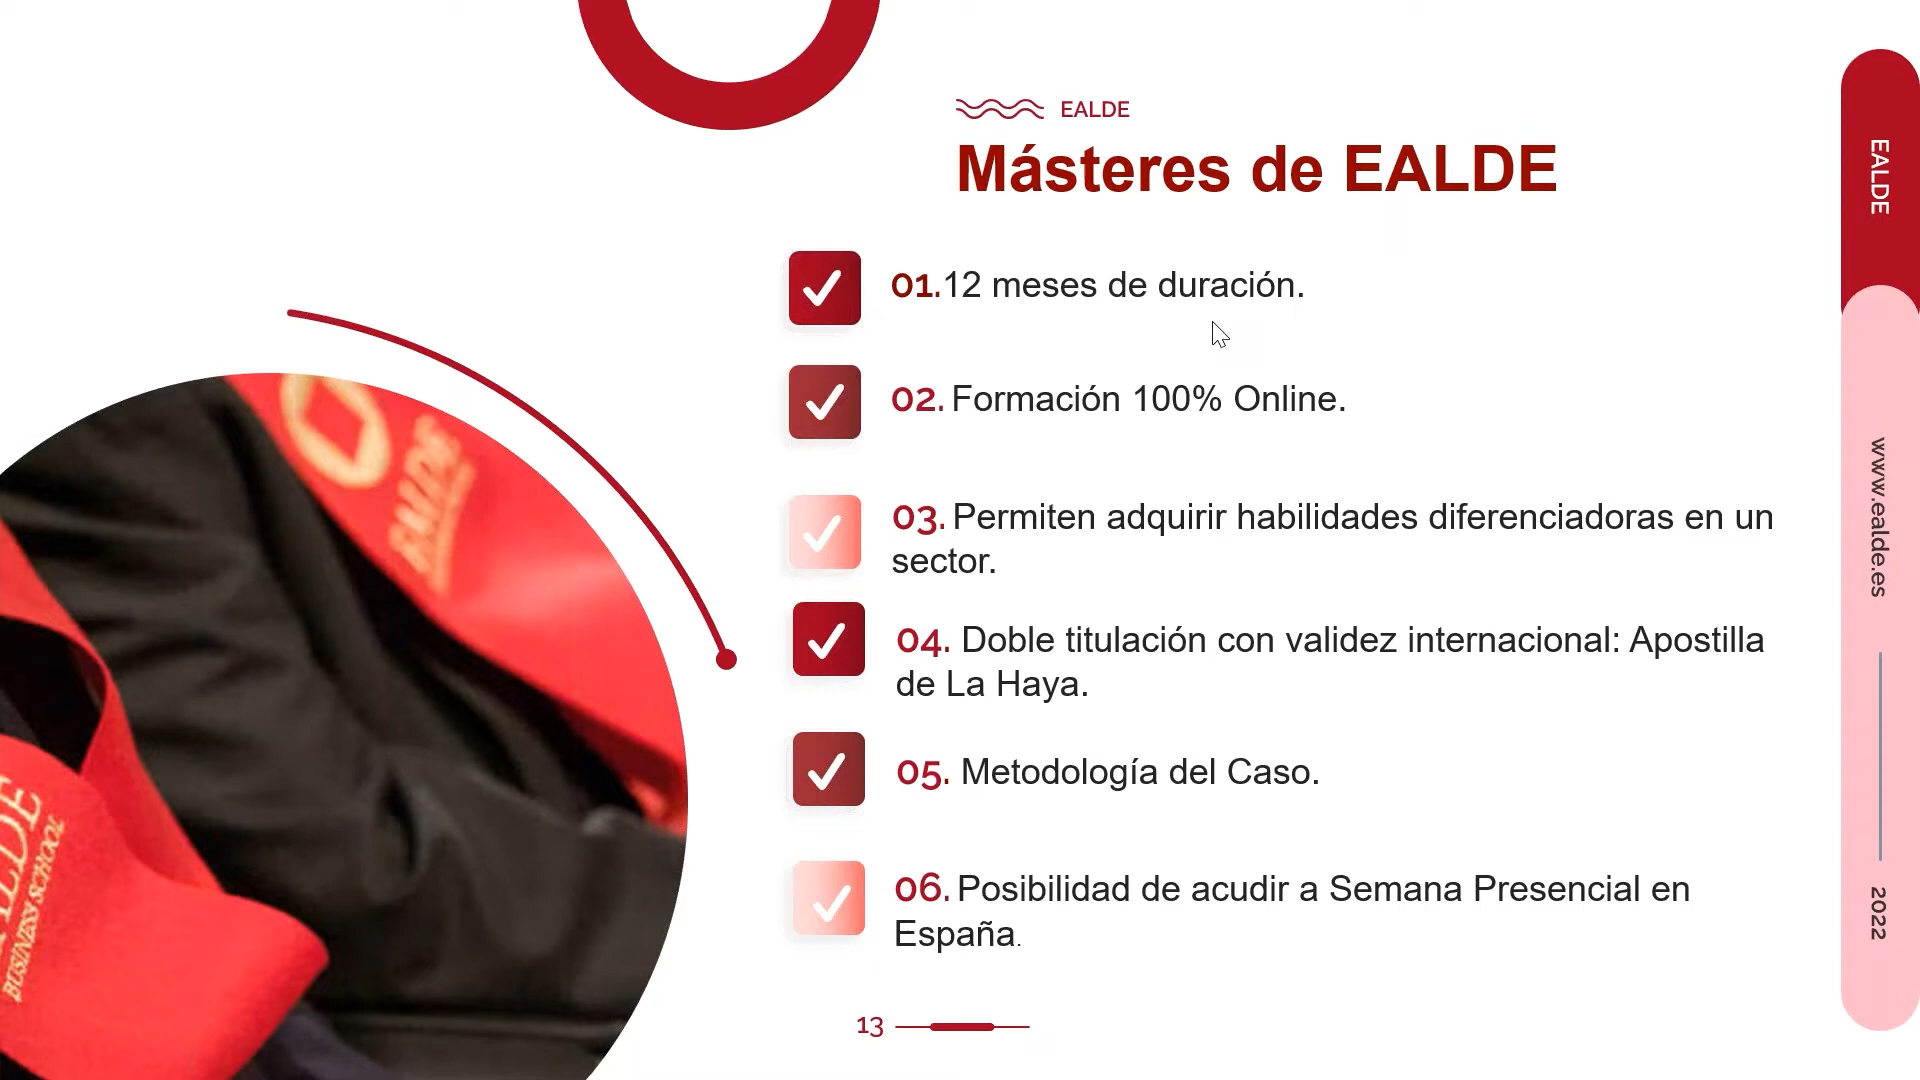 EALDE
Másteres de EALDE
01.12 meses de duración.
02. Formación 100% Online.
03. Permiten adquirir habilidades diferenciadoras en un
sector.
04. Doble titulación con validez internacional: Apostilla
de La Haya.
05. Metodología del Caso.
06. Posibilidad de acudir a Semana Presencial en
España.
13
EALDE
www.ealde.es
2022
EALDE
BUSINESS SCHOOL